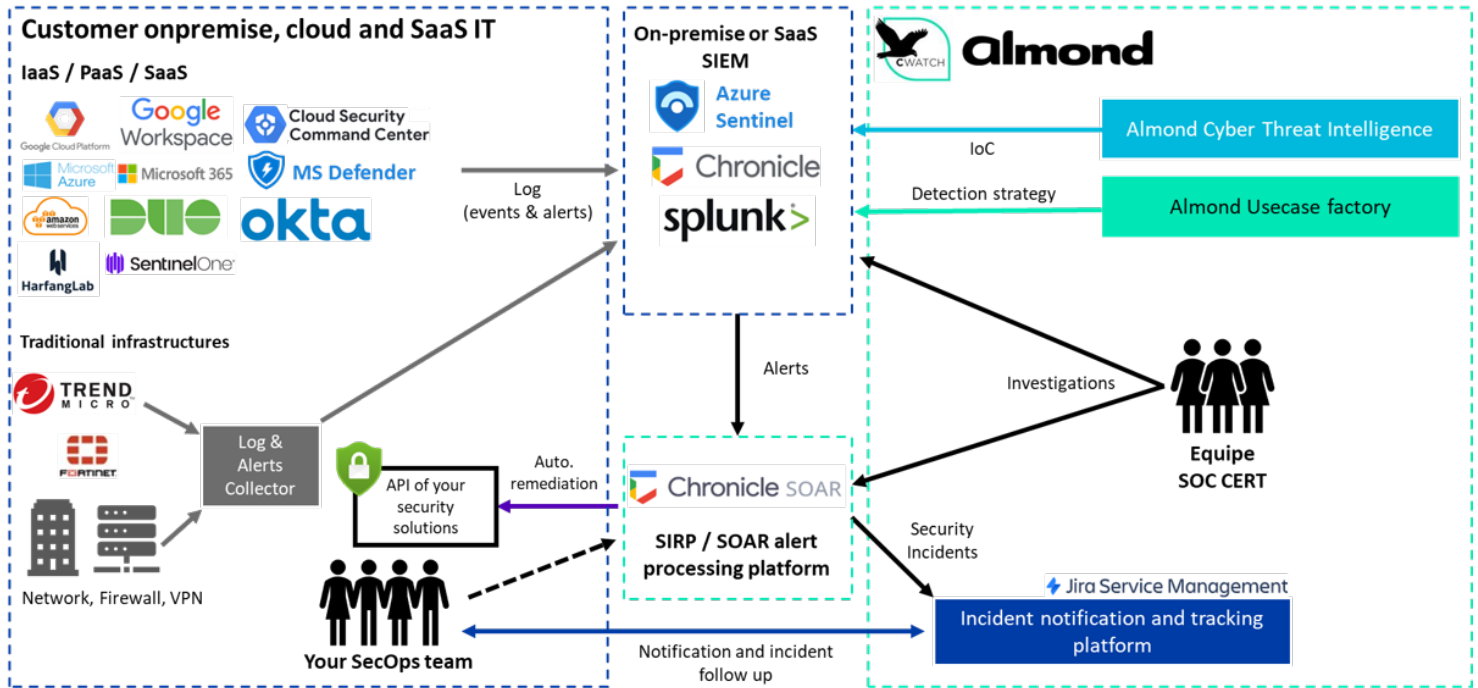 Customer onpremise, cloud and SaaS IT
IaaS / PaaS / SaaS
Google Cloud Platform
Google
Workspace
Cloud Security
Command Center
Microsoft
Azure
Microsoft 365
MS Defender
amazon
webservices
DUO
okta
HarfangLab
SentinelOne
Log
(events & alerts)
Traditional infrastructures
TREND
MICRO
FORTINET
Network, Firewall, VPN
Log &
Alerts
Collector
API of your
security
solutions
Auto.
remediation
Your SecOps team
On-premise or SaaS
SIEM
Azure
Sentinel
Chronicle
splunk>
Alerts
Chronicle SOAR
SIRP / SOAR alert
processing platform
Notification and incident
follow up
CWATCH
almond
Almond Cyber Threat Intelligence
IoC
Detection strategy
Almond Usecase factory
Investigations
Equipe
SOC CERT
Security
Incidents
Jira Service Management
Incident notification and tracking
platform